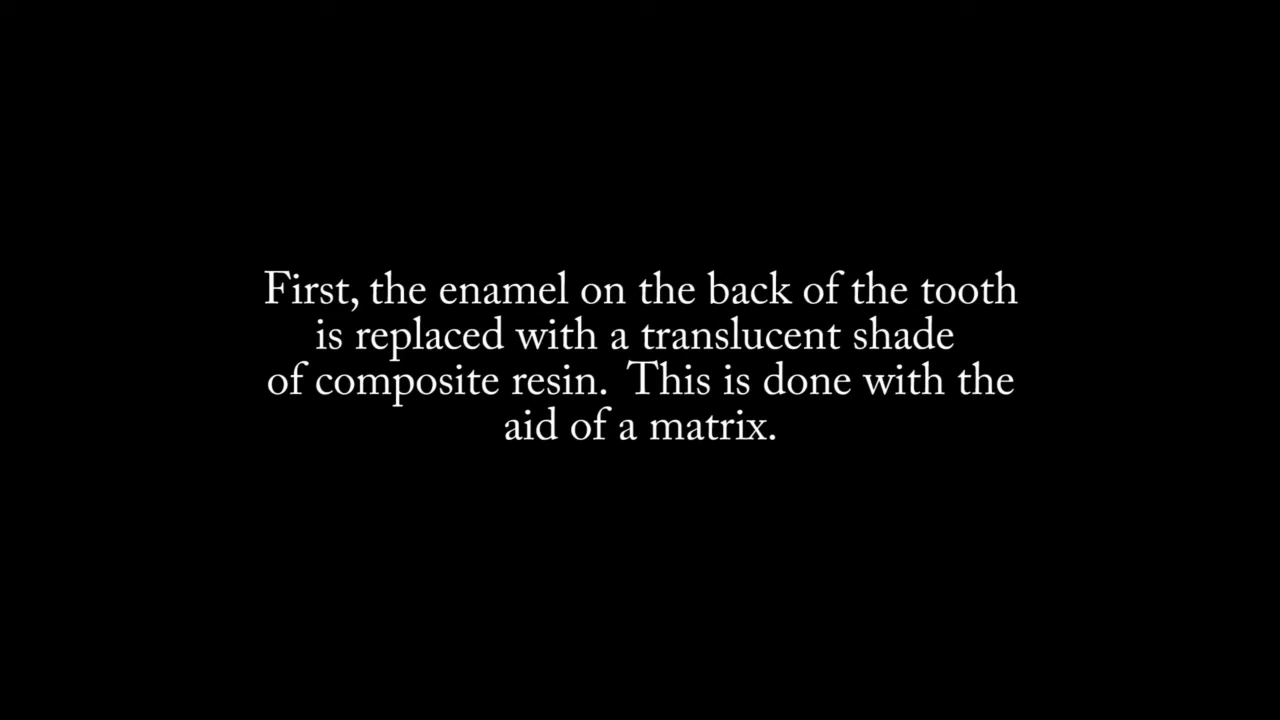 First, the enamel on the back of the tooth
is replaced with a translucent shade
of composite resin.  This is done with the
aid of a matrix.